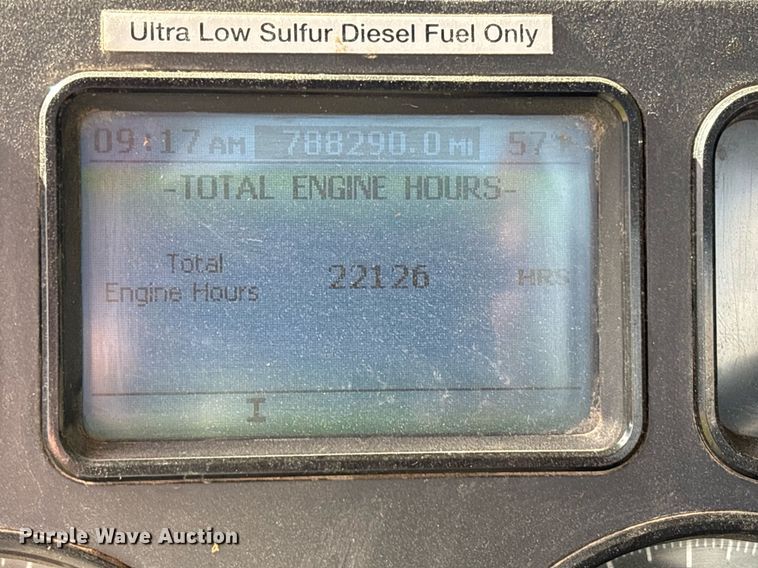 Ultra Low Sulfur Diesel Fuel Only
09:17 AM 788290.0 MI 57°F
-TOTAL ENGINE HOURS-
Total
Engine Hours 22126 HRS
I
Purple Wave Auction